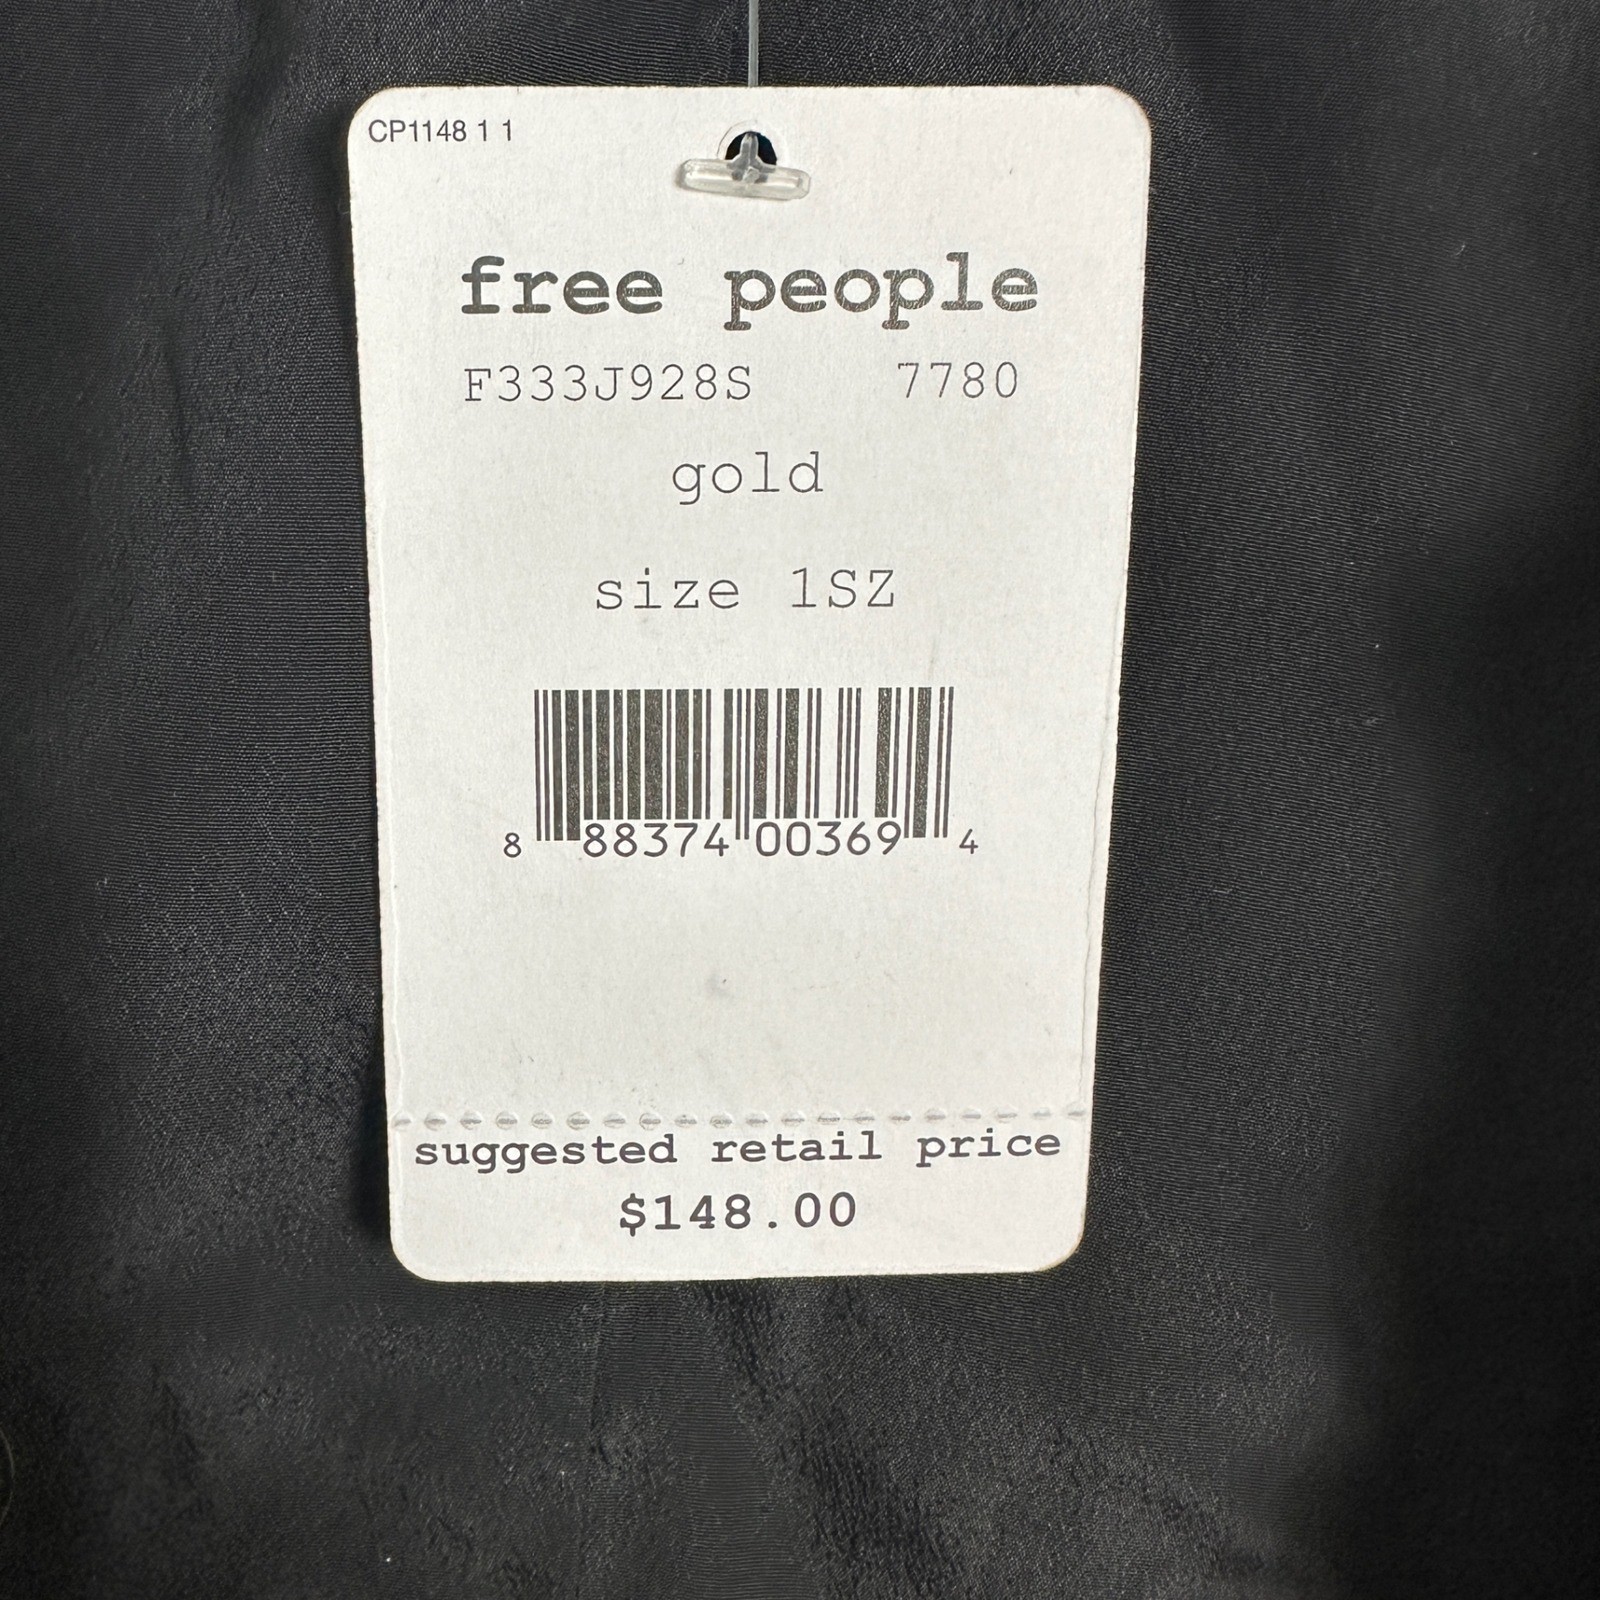 CP1148 1 1
free people
F333J928S 7780
gold
size 1SZ
8 88374 00369 4
suggested retail price
$148.00